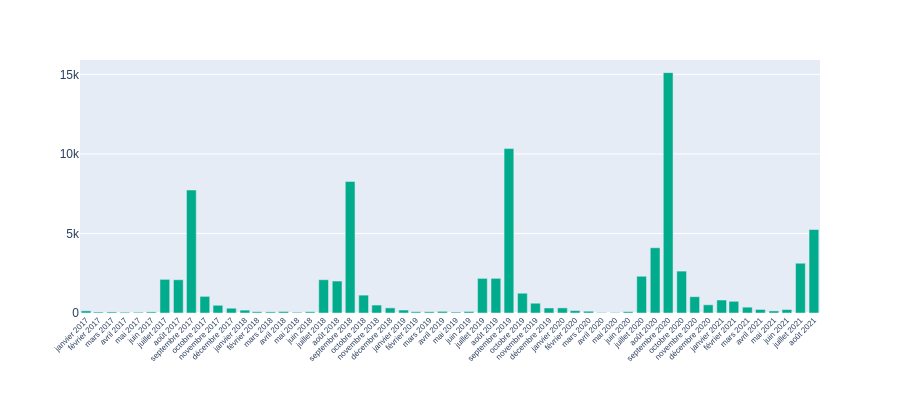 15k
10k
5k
0
janvier 2017
février 2017
mars 2017
avril 2017
mai 2017
juin 2017
juillet 2017
août 2017
septembre 2017
octobre 2017
novembre 2017
décembre 2017
janvier 2018
février 2018
mars 2018
avril 2018
mai 2018
juin 2018
juillet 2018
août 2018
septembre 2018
octobre 2018
novembre 2018
décembre 2018
janvier 2019
février 2019
mars 2019
avril 2019
mai 2019
juin 2019
juillet 2019
août 2019
septembre 2019
octobre 2019
novembre 2019
décembre 2019
janvier 2020
février 2020
mars 2020
avril 2020
mai 2020
juin 2020
juillet 2020
août 2020
septembre 2020
octobre 2020
novembre 2020
décembre 2020
janvier 2021
février 2021
mars 2021
avril 2021
mai 2021
juin 2021
juillet 2021
août 2021